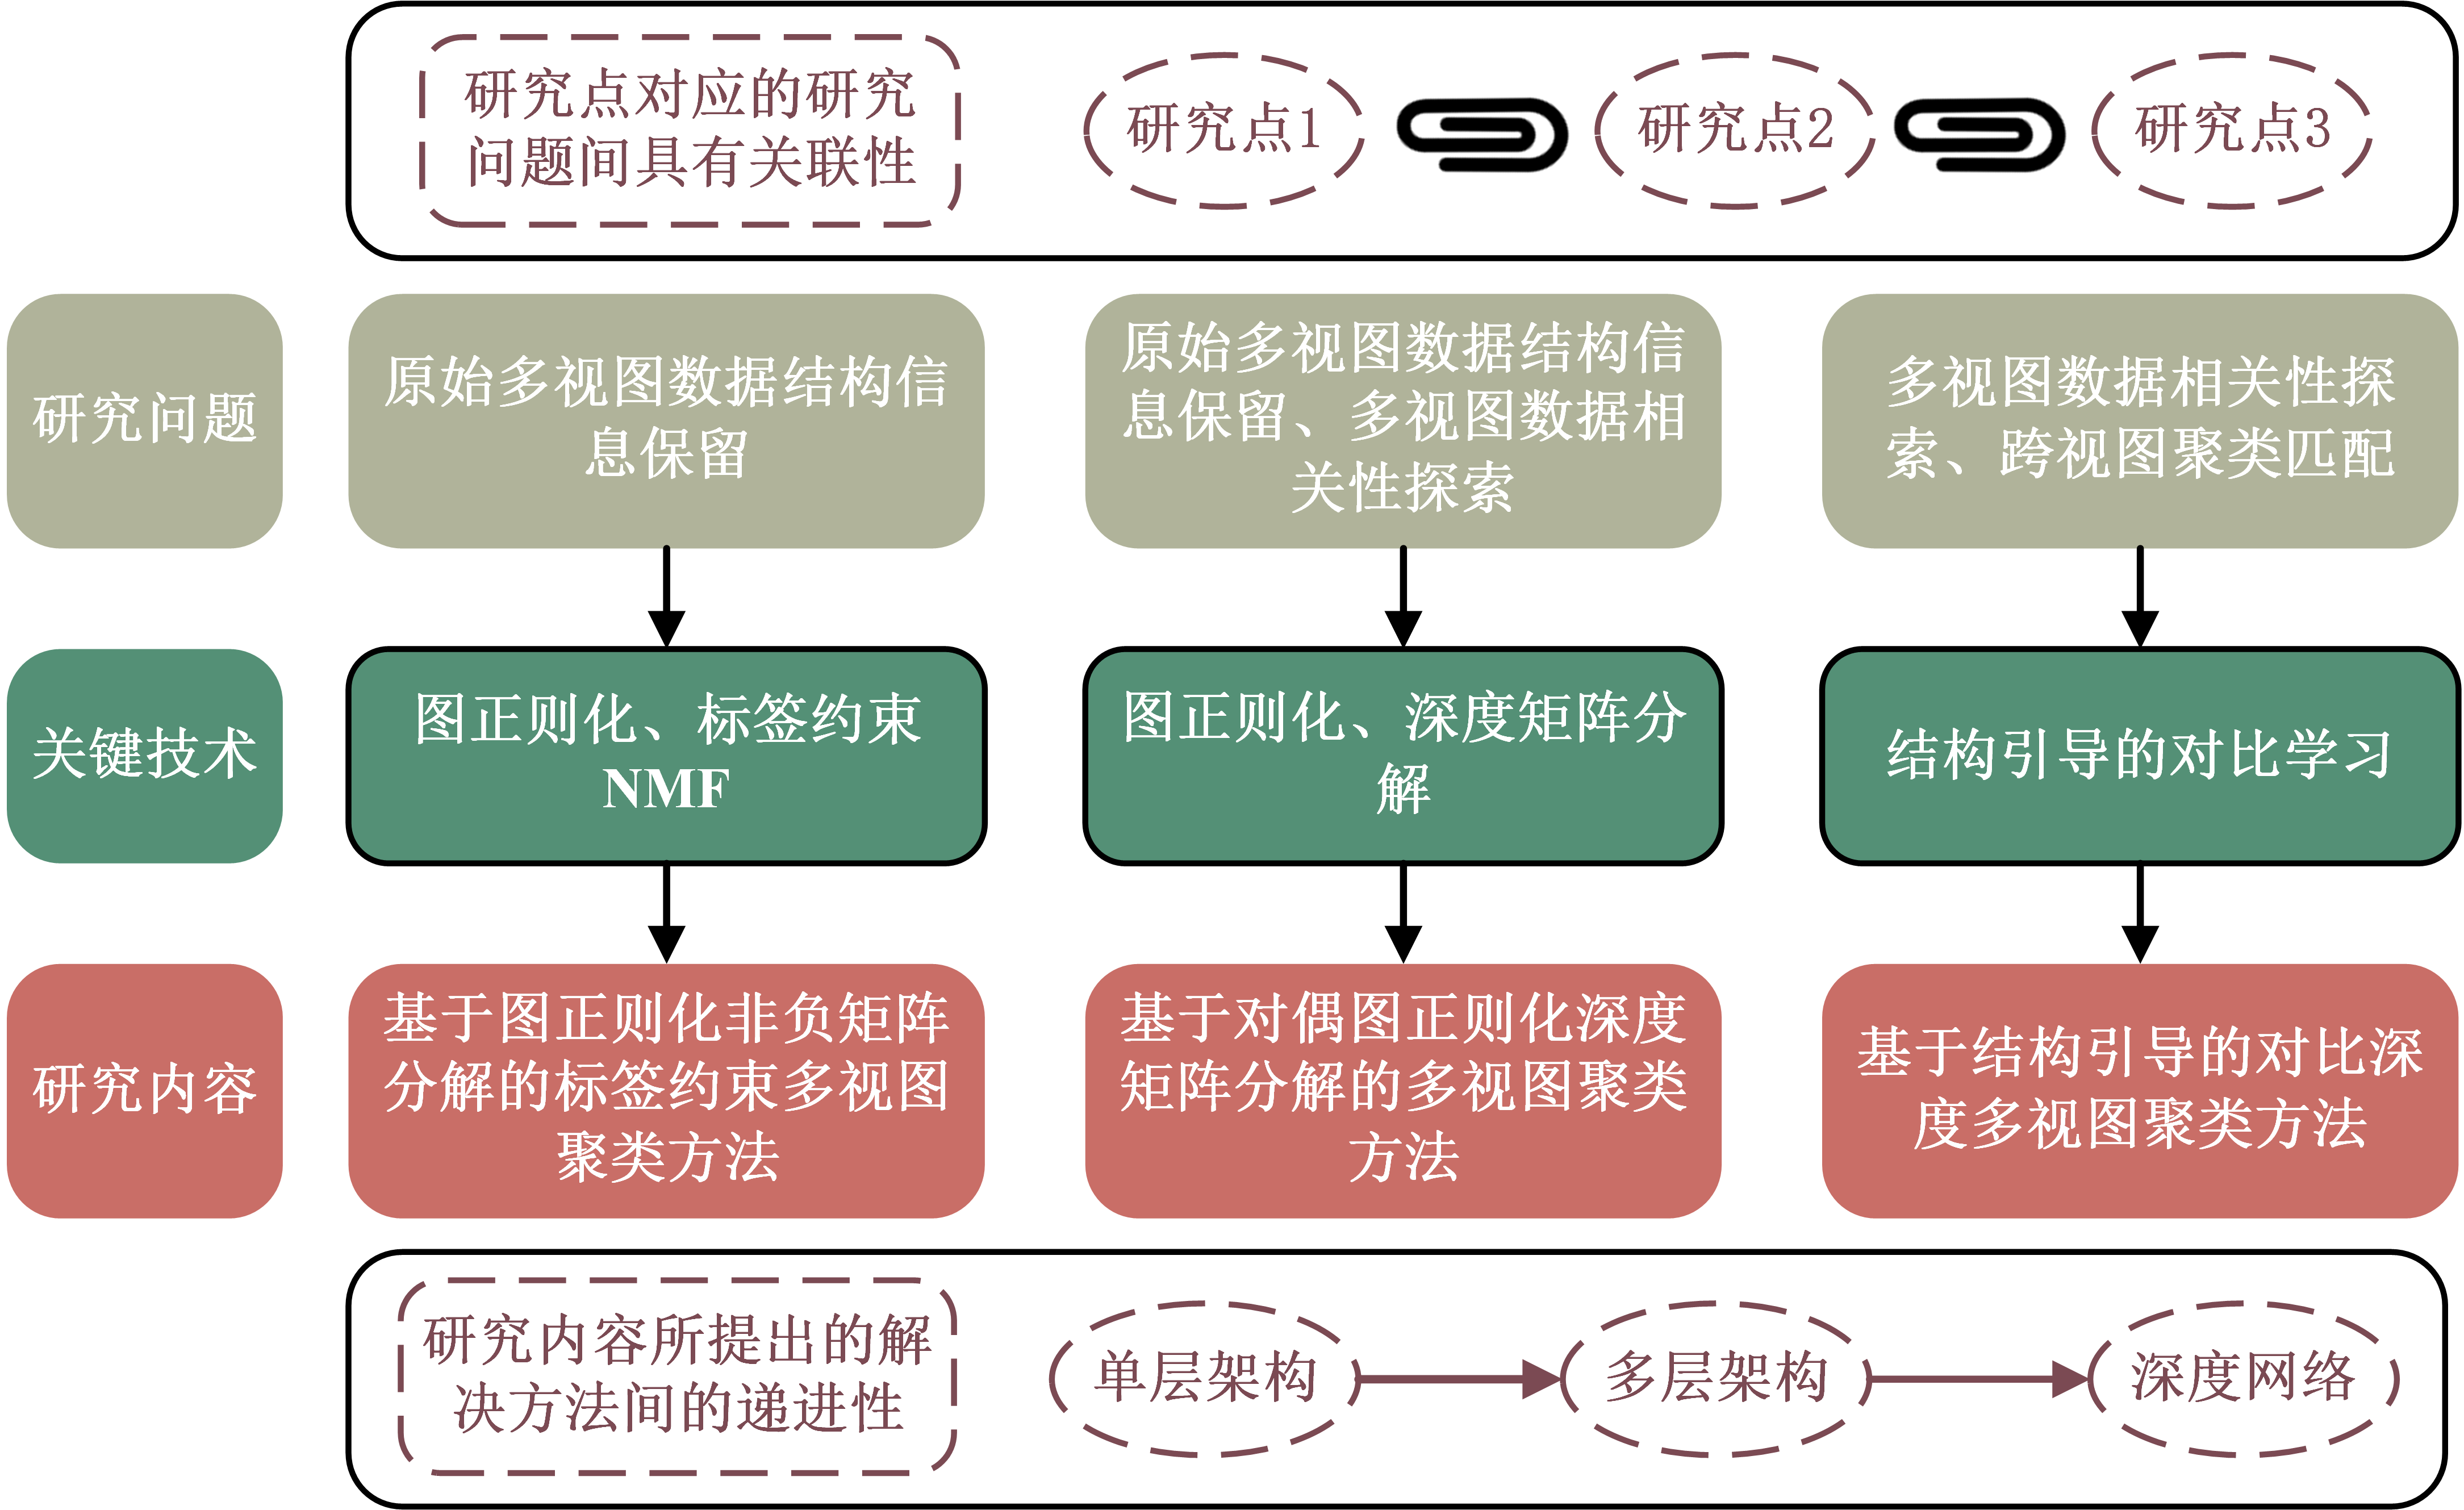 研究点对应的研究
问题间具有关联性
研究点1
研究点2
研究点3
研究问题
原始多视图数据结构信
息保留
原始多视图数据结构信
息保留、多视图数据相
关性探索
多视图数据相关性探
索、跨视图聚类匹配
关键技术
图正则化、标签约束
NMF
图正则化、深度矩阵分
解
结构引导的对比学习
研究内容
基于图正则化非负矩阵
分解的标签约束多视图
聚类方法
基于对偶图正则化深度
矩阵分解的多视图聚类
方法
基于结构引导的对比深
度多视图聚类方法
研究内容所提出的解
决方法间的递进性
单层架构
多层架构
深度网络